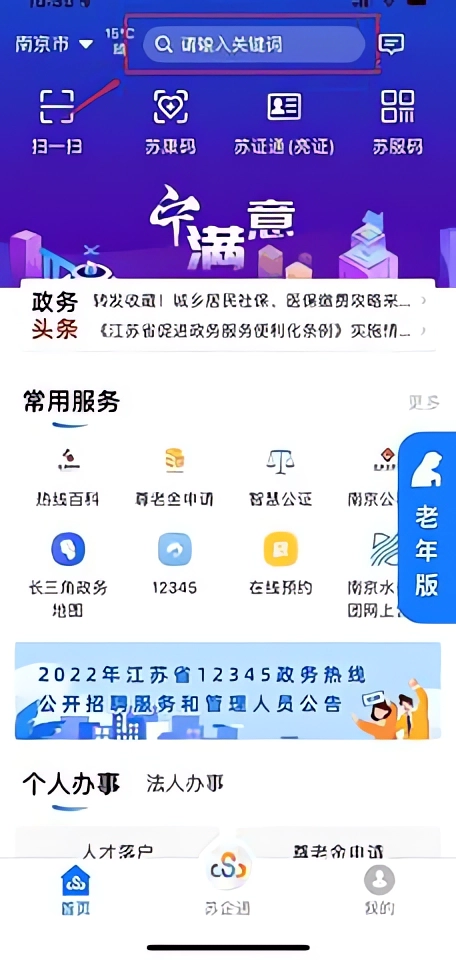 南京市
15°C
请输入关键词
扫一扫
苏康码
苏证通(亮证)
苏服码
宁满意
政务头条
转发收藏！城乡居民社保、医保缴费攻略来...
《江苏省促进政务服务便利化条例》实施情...
常用服务
更多
热线百科
尊老金申请
智慧公证
南京公
长三角政务地图
12345
在线预约
南京水
团网上
老年版
2022年江苏省12345政务热线
公开招聘服务和管理人员公告
个人办事
法人办事
人才落户
尊老金申请
首页
苏企通
我的